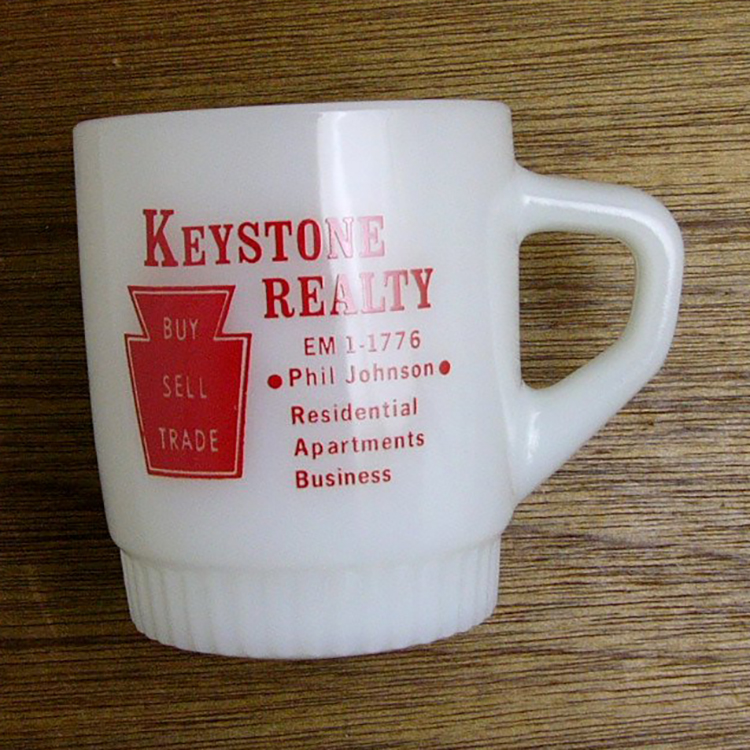 KEYSTONE
REALTY
BUY
SELL
TRADE
EM 1-1776
●Phil Johnson●
Residential
Apartments
Business